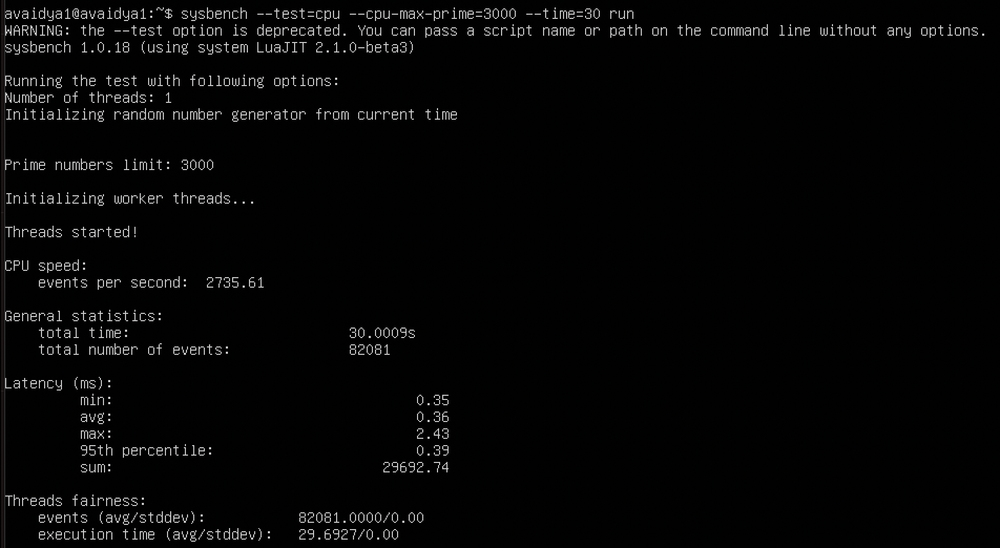 avaidya1@avaidya1:~$ sysbench --test=cpu --cpu-max-prime=3000 --time=30 run
WARNING: the --test option is deprecated. You can pass a script name or path on the command line without any options.
sysbench 1.0.18 (using system LuaJIT 2.1.0-beta3)
Running the test with following options:
Number of threads: 1
Initializing random number generator from current time
Prime numbers limit: 3000
Initializing worker threads...
Threads started!
CPU speed:
events per second: 2735.61
General statistics:
total time: 30.0009s
total number of events: 82081
Latency (ms):
min: 0.35
avg: 0.36
max: 2.43
95th percentile: 0.39
sum: 29692.74
Threads fairness:
events (avg/stddev): 82081.0000/0.00
execution time (avg/stddev): 29.6927/0.00